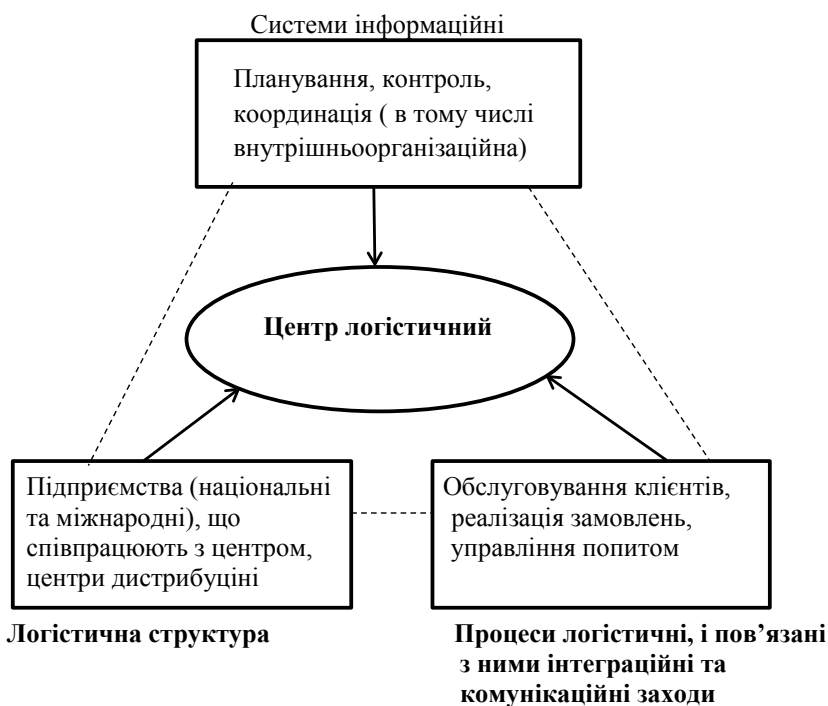 Системи інформаційні
Планування, контроль,
координація ( в тому числі
внутрішньоорганізаційна)
Центр логістичний
Підприємства (національні
та міжнародні), що
співпрацюють з центром,
центри дистрибуціні
Обслуговування клієнтів,
реалізація замовлень,
управління попитом
Логістична структура
Процеси логістичні, і пов’язані
з ними інтеграційні та
комунікаційні заходи